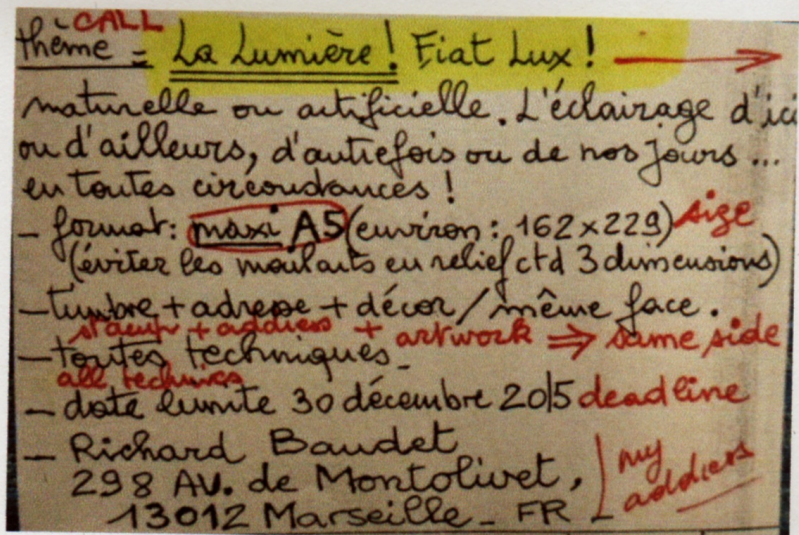 CALL
thème = La Lumière ! Fiat Lux !
naturelle ou artificielle. L'éclairage d'ici
ou d'ailleurs, d'autrefois ou de nos jours ...
en toutes circonstances !
- format: maxi A5 (environ : 162 x 229) size
(éviter les montants en relief ctd 3 dimensions)
- timbre + adresse + décor / même face.
stamp + address + artwork ⇒ same side
- toutes techniques -
all technics
- date limite 30 décembre 2015 deadline
- Richard Baudet
298 AV. de Montolivet,
13012 Marseille - FR -
my
address